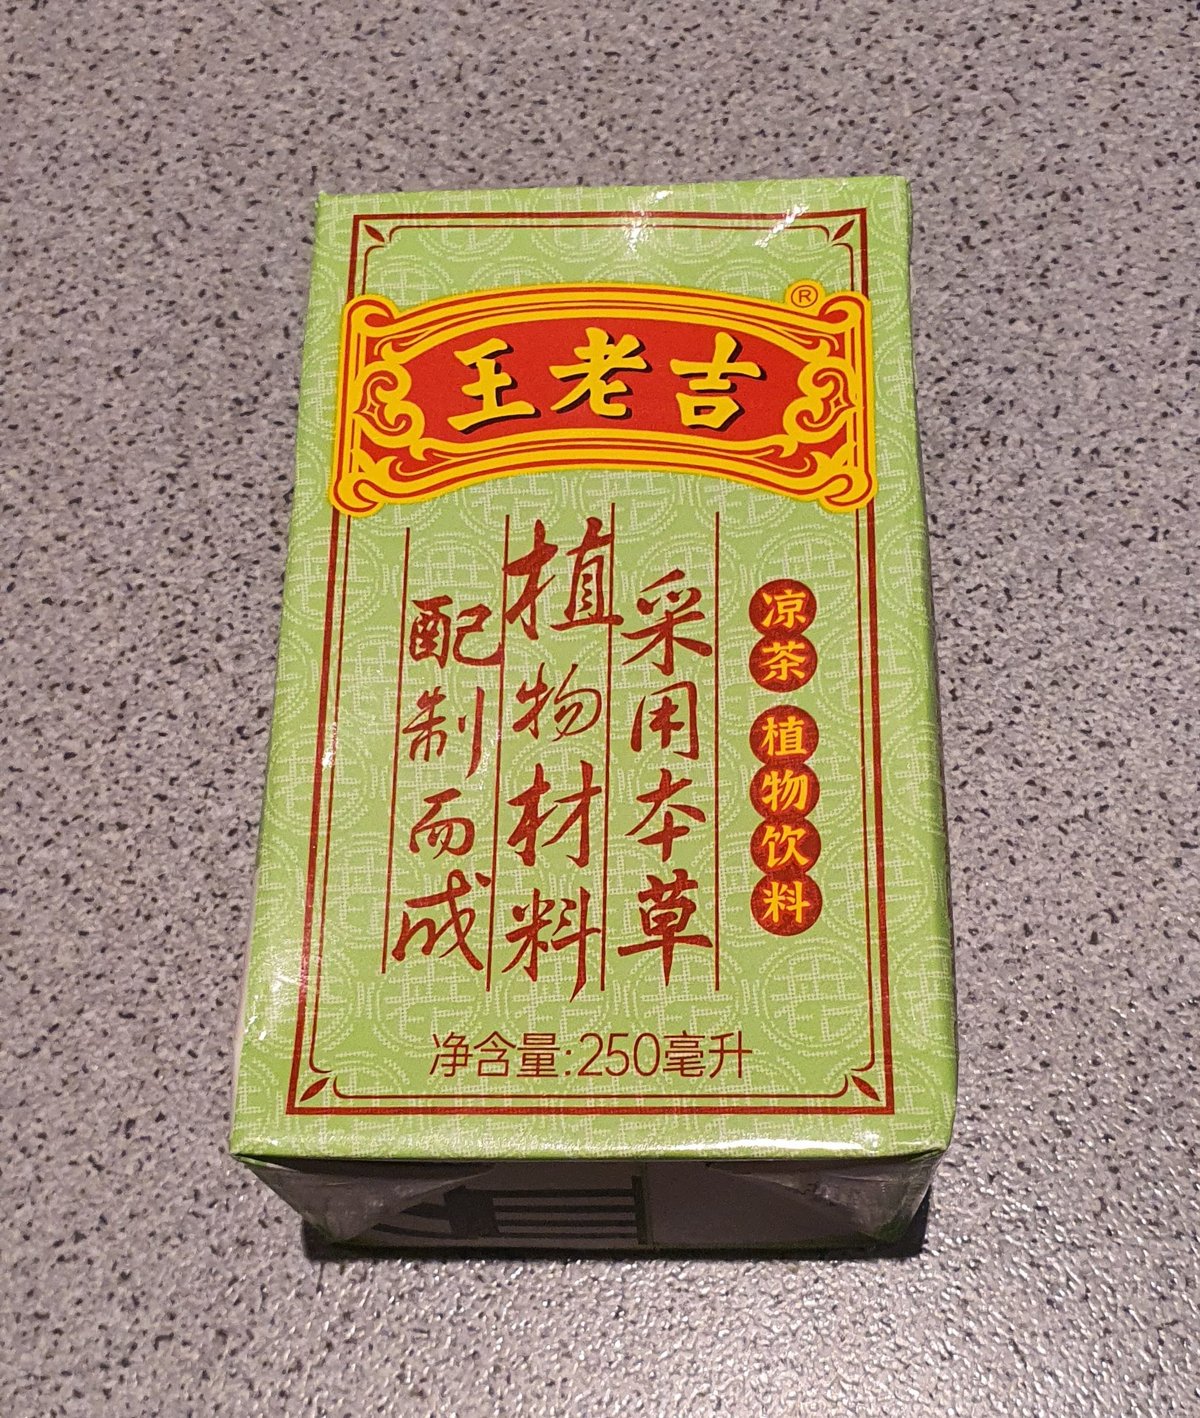 王老吉®
凉茶 植物饮料
采用本草
植物材料
配制而成
净含量:250毫升